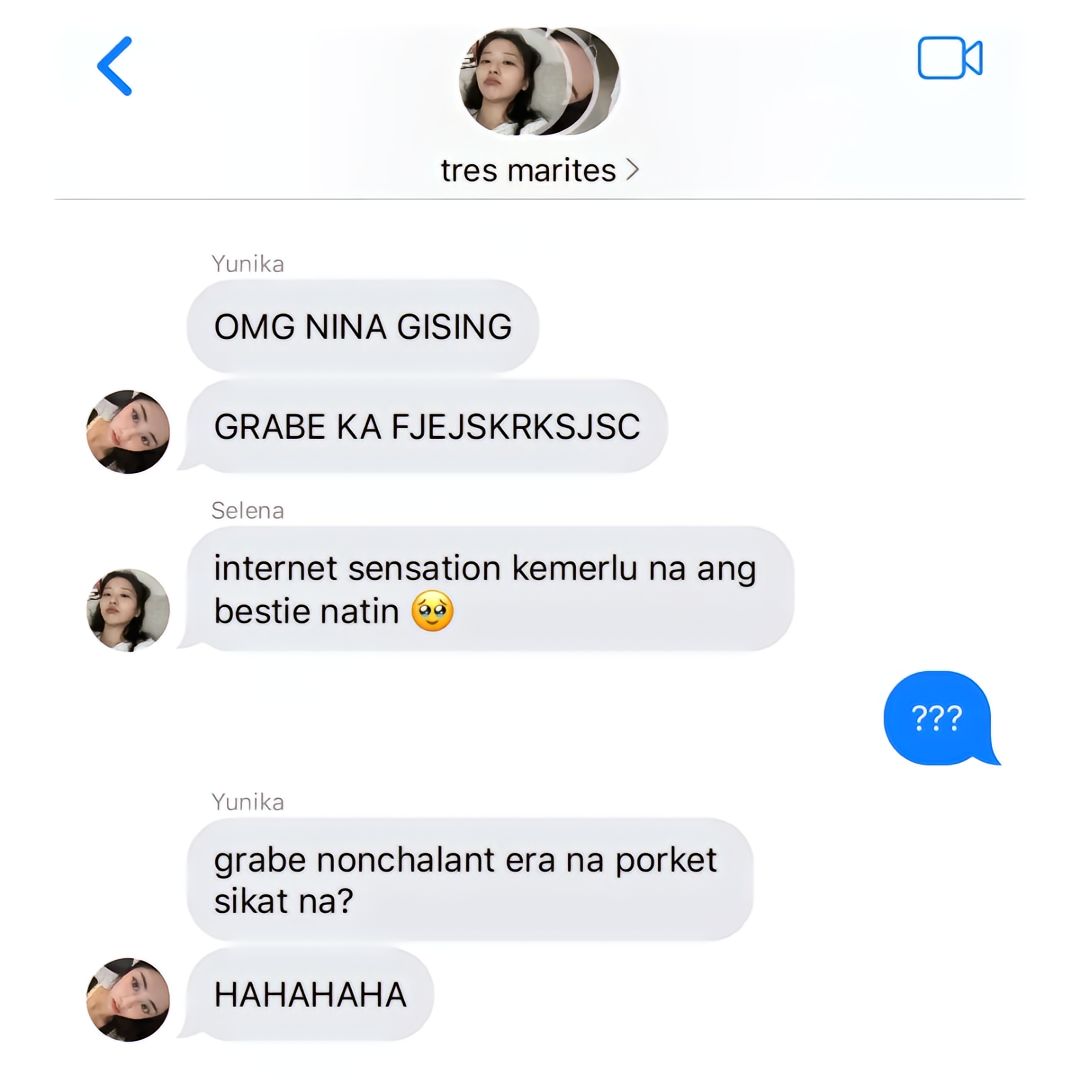 tres marites
Yunika
OMG NINA GISING
GRABE KA FJEJSKRKSJSC
Selena
internet sensation kemerlu na ang
bestie natin 🥹
???
Yunika
grabe nonchalant era na porket
sikat na?
HAHAHAHA